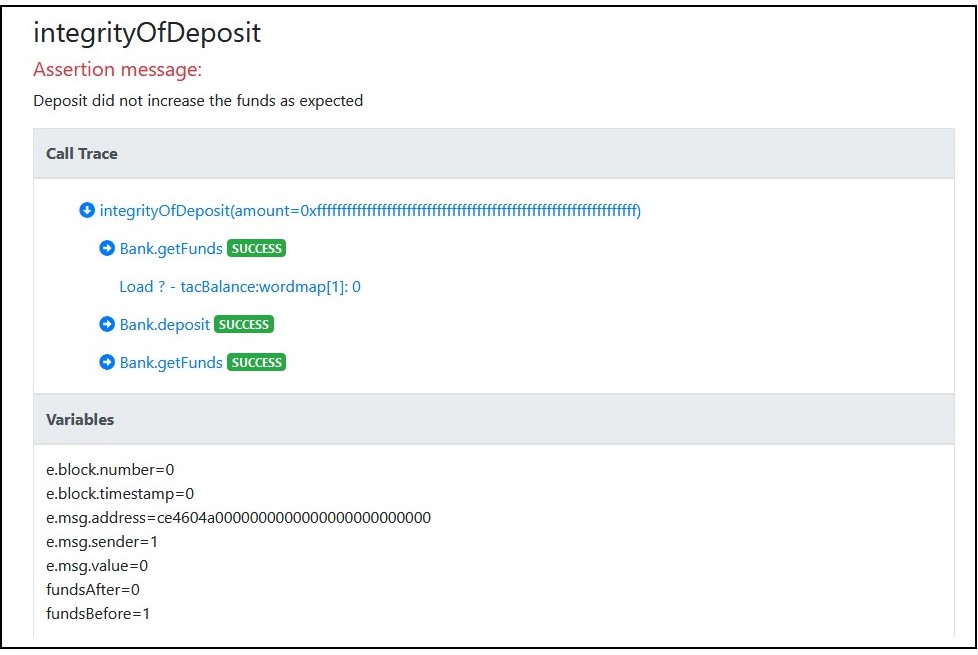 integrityOfDeposit
Assertion message:
Deposit did not increase the funds as expected
Call Trace
integrityOfDeposit(amount=0xffffffffffffffffffffffffffffffffffffffffffffffffffffffffffffffff)
Bank.getFunds SUCCESS
Load ? - tacBalance:wordmap[1]: 0
Bank.deposit SUCCESS
Bank.getFunds SUCCESS
Variables
e.block.number=0
e.block.timestamp=0
e.msg.address=ce4604a0000000000000000000000000
e.msg.sender=1
e.msg.value=0
fundsAfter=0
fundsBefore=1